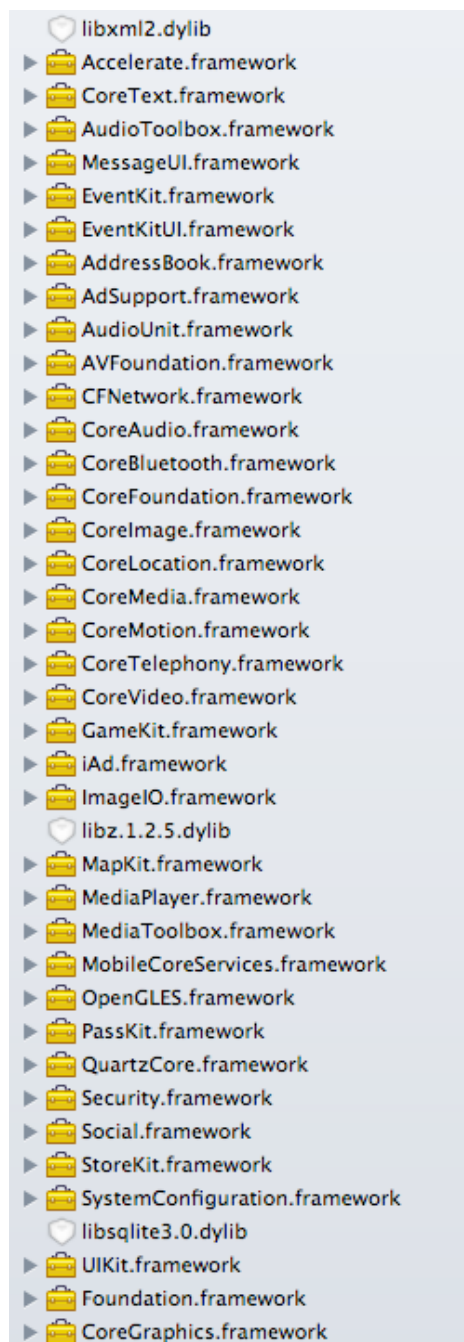 libxml2.dylib
Accelerate.framework
CoreText.framework
AudioToolbox.framework
MessageUI.framework
EventKit.framework
EventKitUI.framework
AddressBook.framework
AdSupport.framework
AudioUnit.framework
AVFoundation.framework
CFNetwork.framework
CoreAudio.framework
CoreBluetooth.framework
CoreFoundation.framework
CoreImage.framework
CoreLocation.framework
CoreMedia.framework
CoreMotion.framework
CoreTelephony.framework
CoreVideo.framework
GameKit.framework
iAd.framework
ImageIO.framework
libz.1.2.5.dylib
MapKit.framework
MediaPlayer.framework
MediaToolbox.framework
MobileCoreServices.framework
OpenGLES.framework
PassKit.framework
QuartzCore.framework
Security.framework
Social.framework
StoreKit.framework
SystemConfiguration.framework
libsqlite3.0.dylib
UIKit.framework
Foundation.framework
CoreGraphics.framework